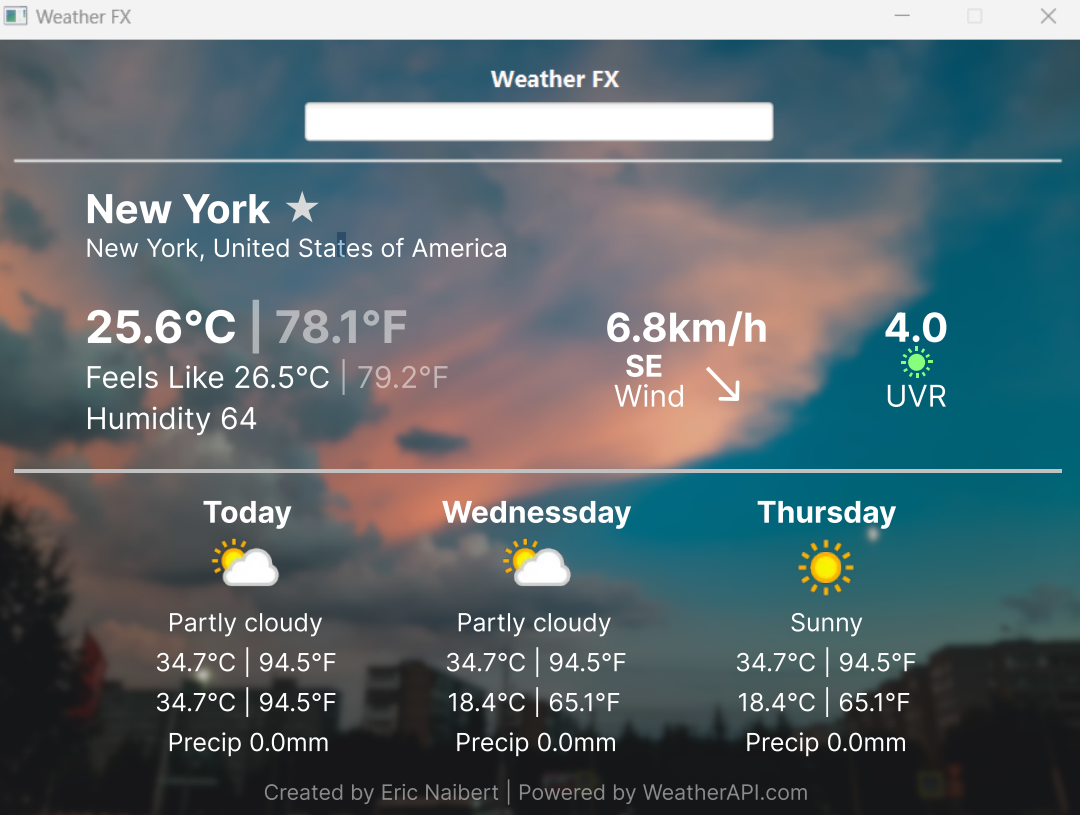 Weather FX
Weather FX
New York
New York, United States of America
25.6°C | 78.1°F
Feels Like 26.5°C | 79.2°F
Humidity 64
6.8km/h
SE
Wind
4.0
UVR
Today
Partly cloudy
34.7°C | 94.5°F
34.7°C | 94.5°F
Precip 0.0mm
Wednessday
Partly cloudy
34.7°C | 94.5°F
18.4°C | 65.1°F
Precip 0.0mm
Thursday
Sunny
34.7°C | 94.5°F
18.4°C | 65.1°F
Precip 0.0mm
Created by Eric Naibert | Powered by WeatherAPI.com